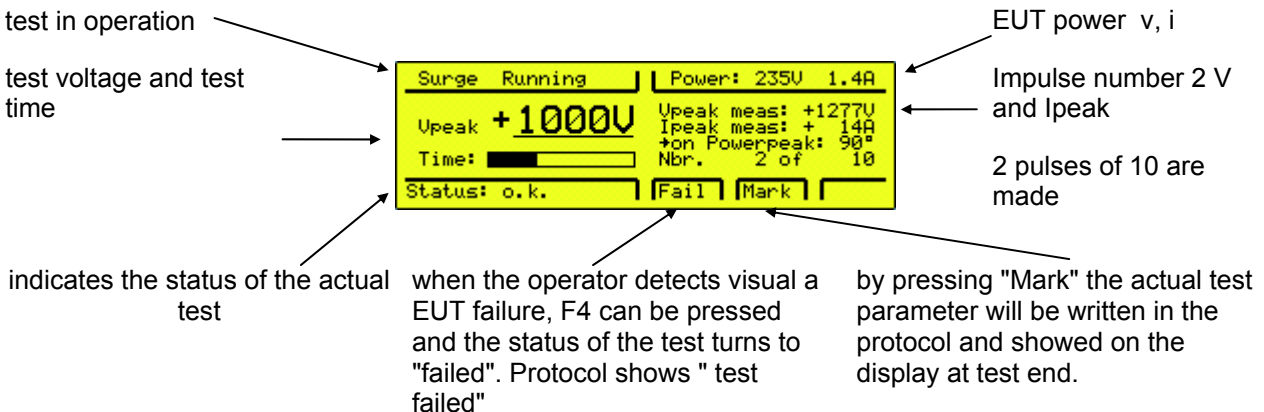 test in operation
EUT power v, i
test voltage and test
time
Surge Running
Power: 235V 1.4A
Vpeak +1000V
Time:
Vpeak meas: +1277V
Ipeak meas: + 14A
→on Powerpeak: 90°
Nbr. 2 of 10
Status: o.k.
Fail
Mark
Impulse number 2 V
and Ipeak
2 pulses of 10 are
made
indicates the status of the actual
test
when the operator detects visual a
EUT failure, F4 can be pressed
and the status of the test turns to
"failed". Protocol shows " test
failed"
by pressing "Mark" the actual test
parameter will be written in the
protocol and showed on the
display at test end.